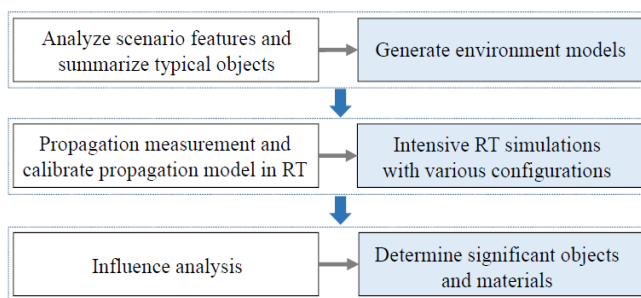 Analyze scenario features and
summarize typical objects
Generate environment models
Propagation measurement and
calibrate propagation model in RT
Intensive RT simulations
with various configurations
Influence analysis
Determine significant objects
and materials